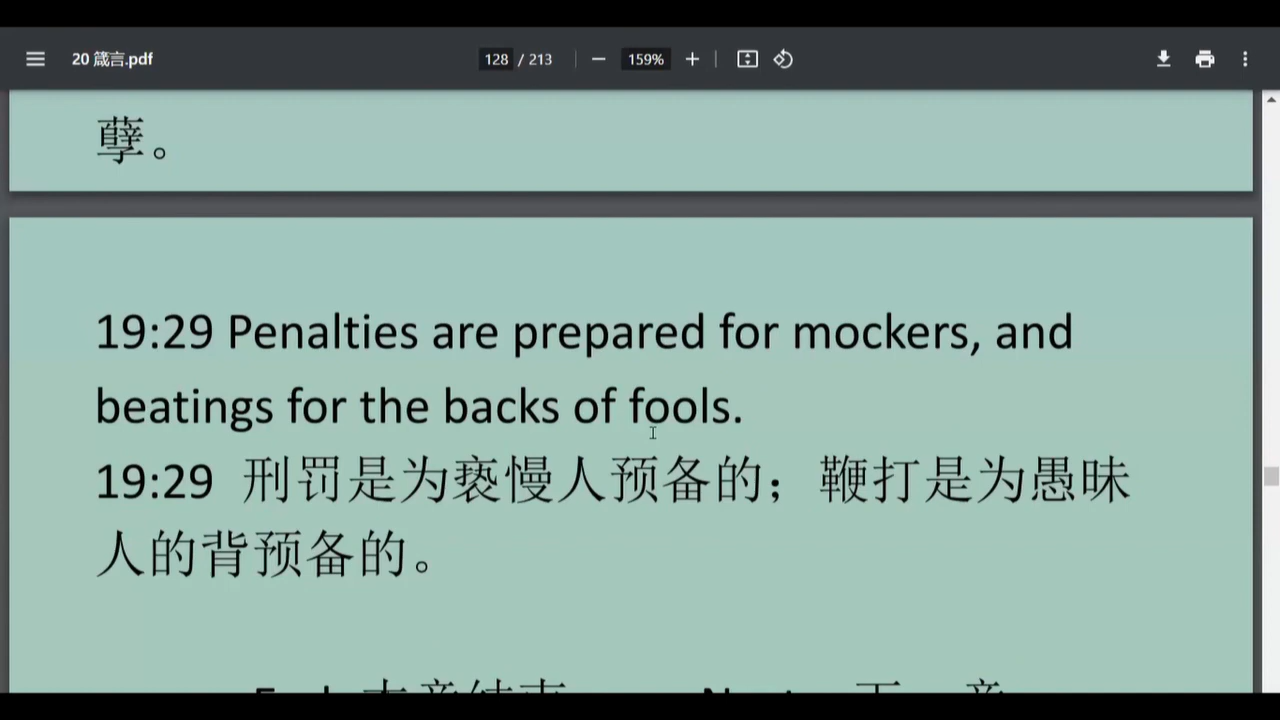 20 箴言.pdf
128 / 213
159%
孽。
19:29 Penalties are prepared for mockers, and
beatings for the backs of fools.
19:29 刑罚是为亵慢人预备的；鞭打是为愚昧
人的背预备的。